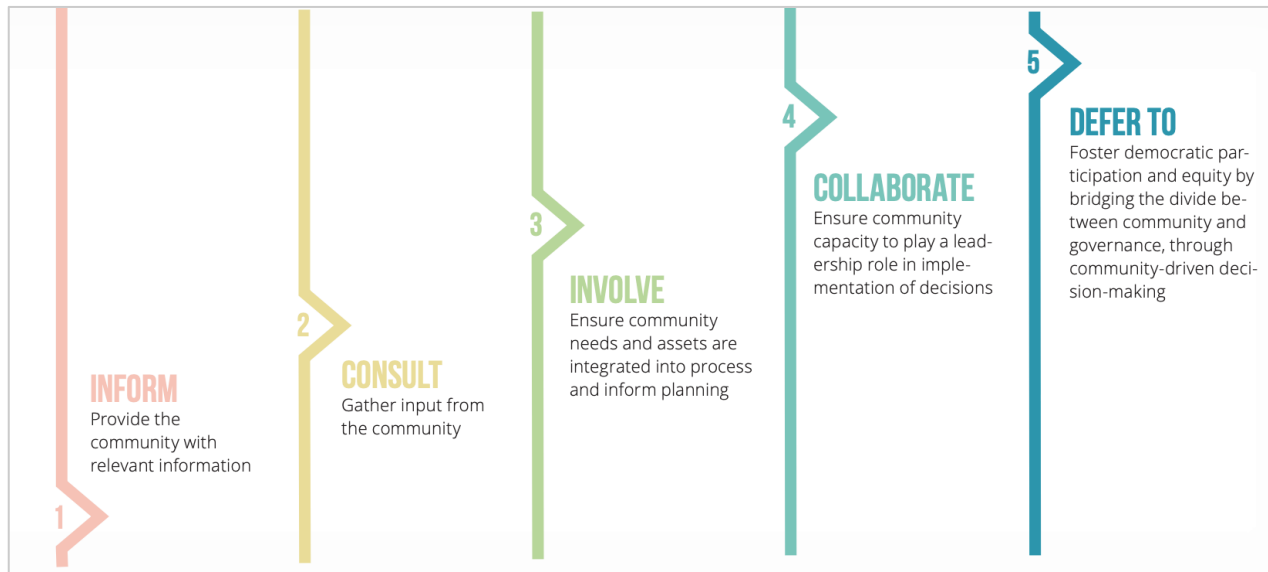 1
INFORM
Provide the
community with
relevant information
2
CONSULT
Gather input from
the community
3
INVOLVE
Ensure community
needs and assets are
integrated into process
and inform planning
4
COLLABORATE
Ensure community
capacity to play a lead-
ership role in imple-
mentation of decisions
5
DEFER TO
Foster democratic par-
ticipation and equity by
bridging the divide be-
tween community and
governance, through
community-driven deci-
sion-making